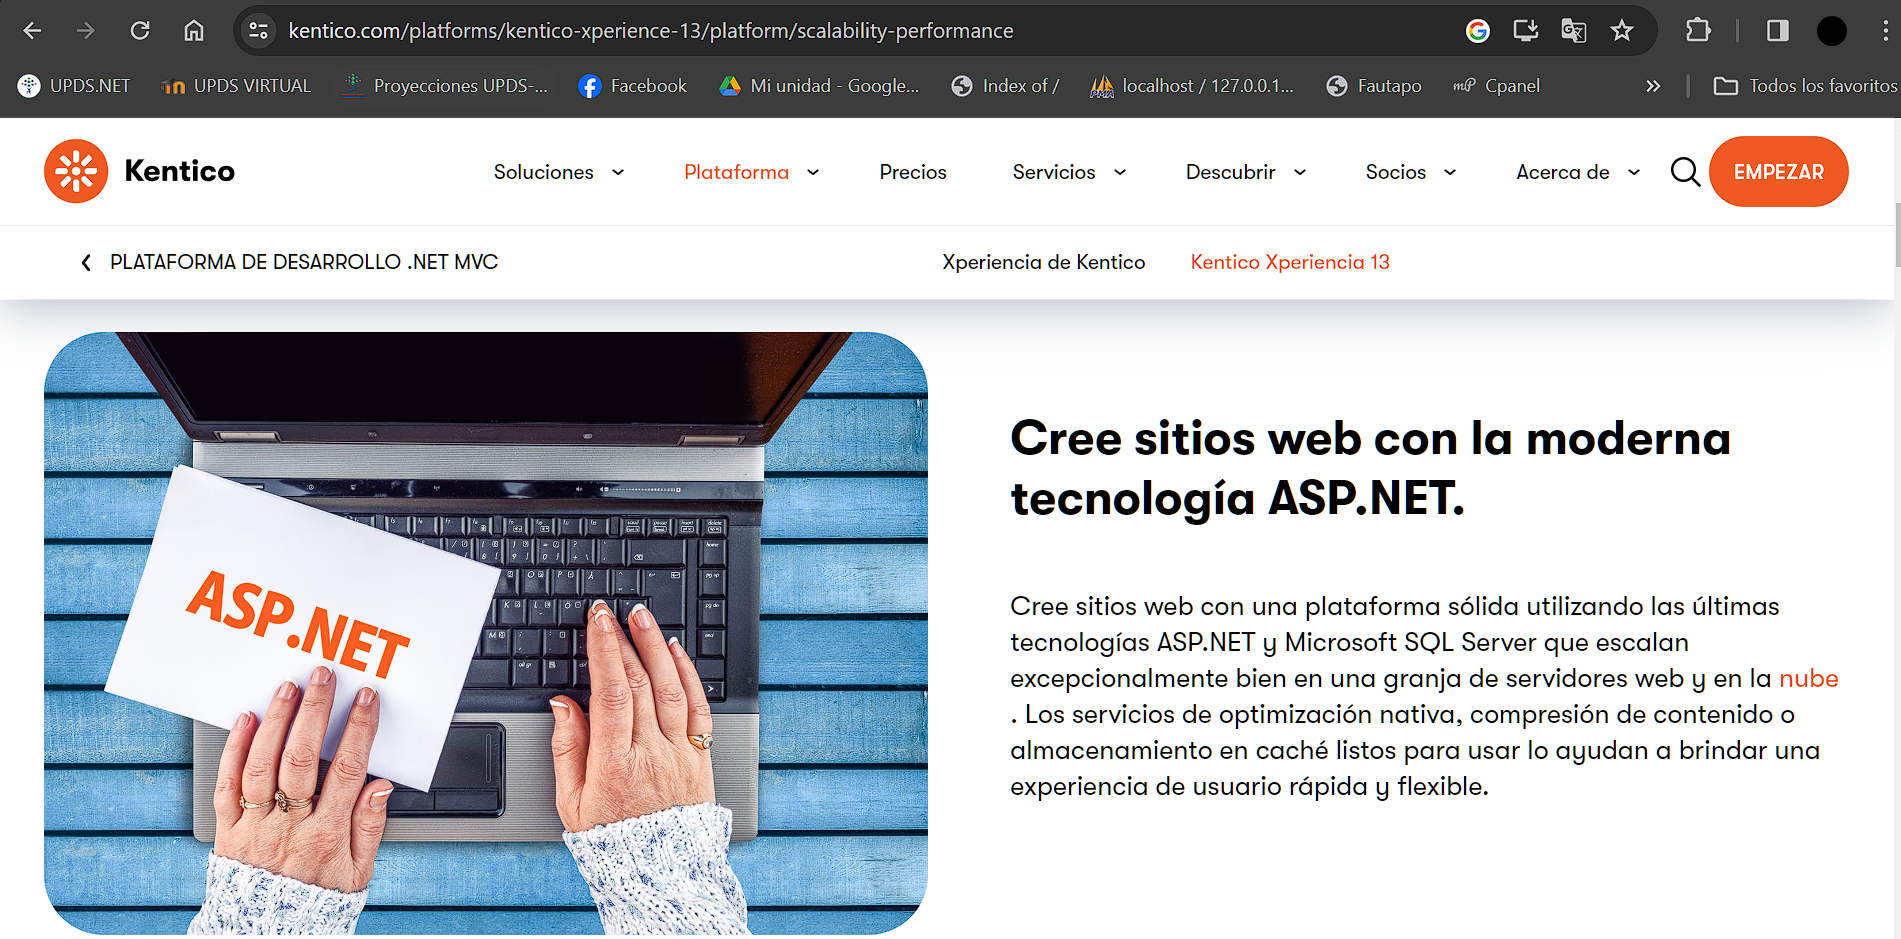 kentico.com/platforms/kentico-xperience-13/platform/scalability-performance
UPDS.NET UPDS VIRTUAL Proyecciones UPDS-... Facebook Mi unidad - Google... Index of / localhost / 127.0.0.1... Fautapo Cpanel Todos los favoritos
Kentico Soluciones Plataforma Precios Servicios Descubrir Socios Acerca de EMPEZAR
PLATAFORMA DE DESARROLLO .NET MVC Xperiencia de Kentico Kentico Xperiencia 13
ASP.NET
Cree sitios web con la moderna
tecnología ASP.NET.
Cree sitios web con una plataforma sólida utilizando las últimas
tecnologías ASP.NET y Microsoft SQL Server que escalan
excepcionalmente bien en una granja de servidores web y en la nube
. Los servicios de optimización nativa, compresión de contenido o
almacenamiento en caché listos para usar lo ayudan a brindar una
experiencia de usuario rápida y flexible.